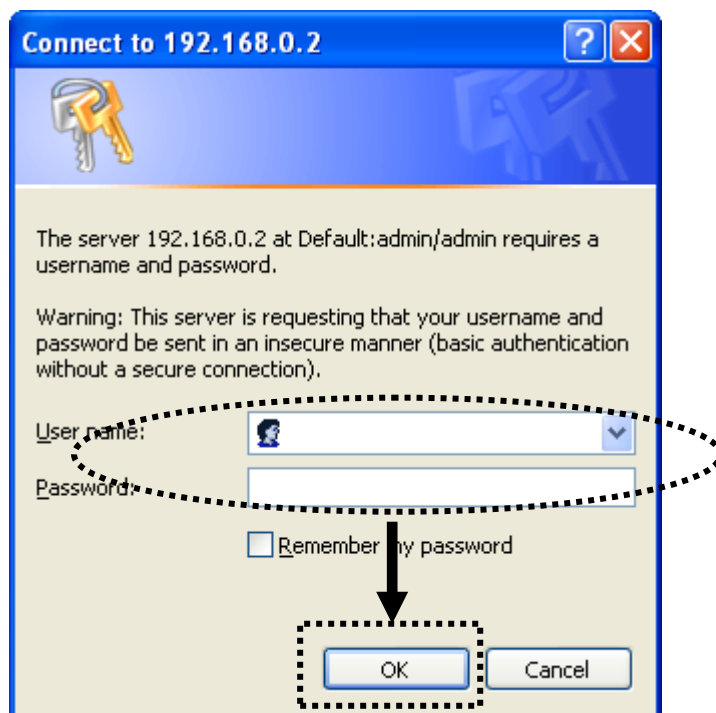 Connect to 192.168.0.2
The server 192.168.0.2 at Default:admin/admin requires a
username and password.
Warning: This server is requesting that your username and
password be sent in an insecure manner (basic authentication
without a secure connection).
User name:
Password:
Remember my password
OK Cancel